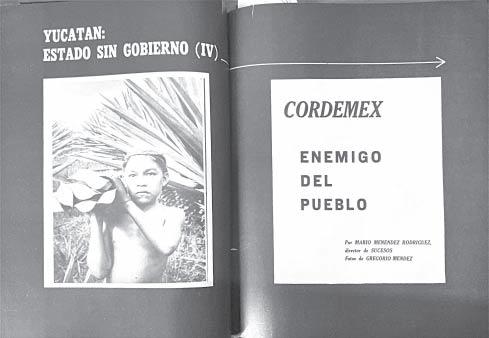 YUCATAN:
ESTADO SIN GOBIERNO (IV)
CORDEMEX
ENEMIGO
DEL
PUEBLO
Por MARIO MENENDEZ RODRIGUEZ,
director de SUCESOS
Fotos de GREGORIO MENDEZ